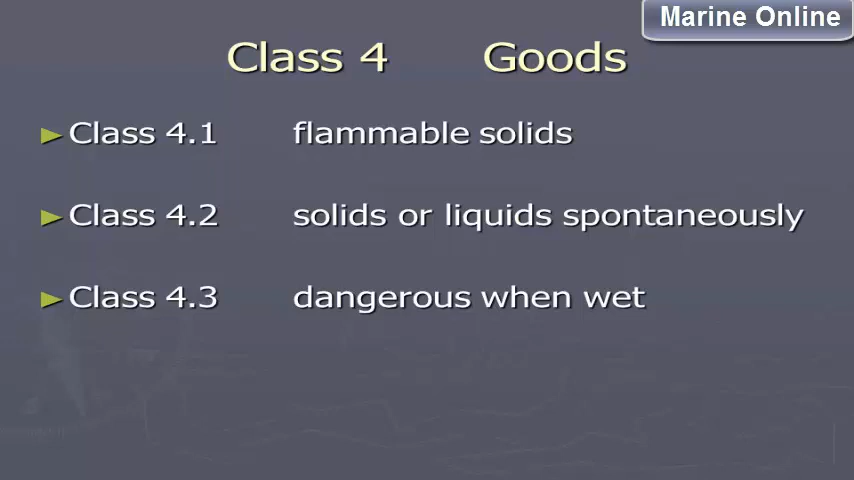 Marine Online
Class 4 Goods
► Class 4.1 flammable solids
► Class 4.2 solids or liquids spontaneously
► Class 4.3 dangerous when wet